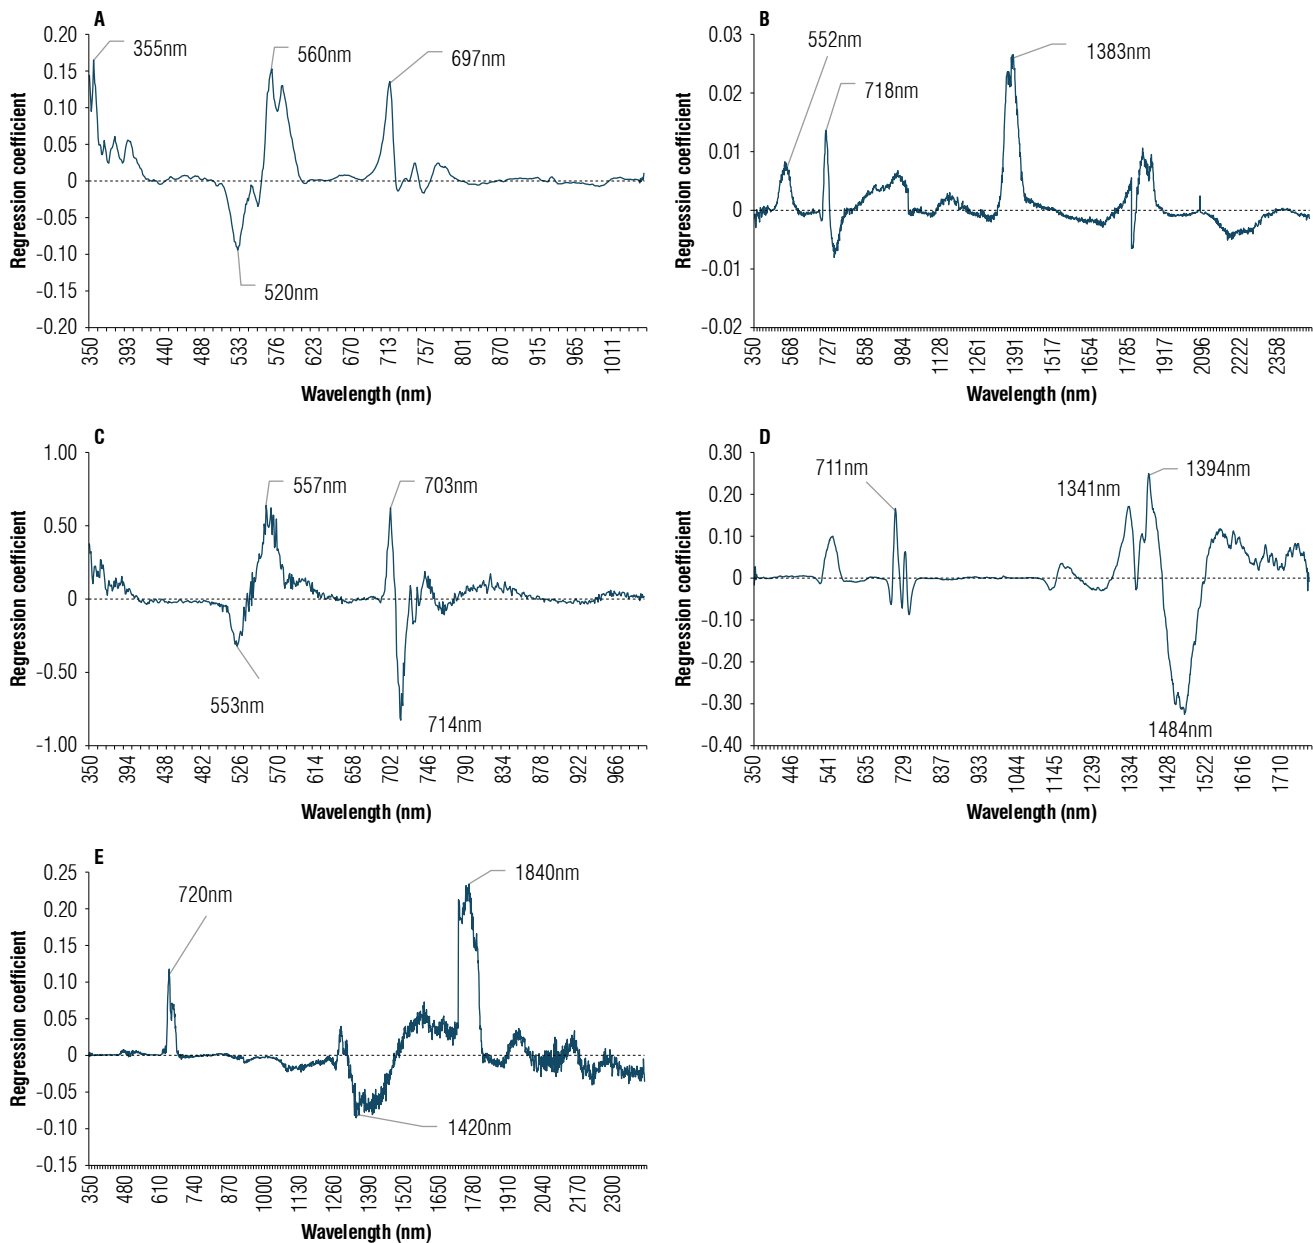 A
0.20
0.15
0.10
0.05
0
-0.05
-0.10
-0.15
-0.20
Regression coefficient
355nm
560nm
697nm
520nm
350 393 440 488 533 576 623 670 713 757 801 870 915 965 1011
Wavelength (nm)
B
0.03
0.02
0.01
0
-0.01
-0.02
Regression coefficient
552nm
718nm
1383nm
350 568 727 858 984 1128 1261 1391 1517 1654 1785 1917 2096 2222 2358
Wavelength (nm)
C
1.00
0.50
0
-0.50
-1.00
Regression coefficient
557nm
703nm
553nm
714nm
350 394 438 482 526 570 614 658 702 746 790 834 878 922 966
Wavelength (nm)
D
0.30
0.20
0.10
0
-0.10
-0.20
-0.30
-0.40
Regression coefficient
711nm
1341nm
1394nm
1484nm
350 446 541 635 729 837 933 1044 1145 1239 1334 1428 1522 1616 1710
Wavelength (nm)
E
0.25
0.20
0.15
0.10
0.05
0
-0.05
-0.10
-0.15
Regression coefficient
720nm
1840nm
1420nm
350 480 610 740 870 1000 1130 1260 1390 1520 1650 1780 1910 2040 2170 2300
Wavelength (nm)